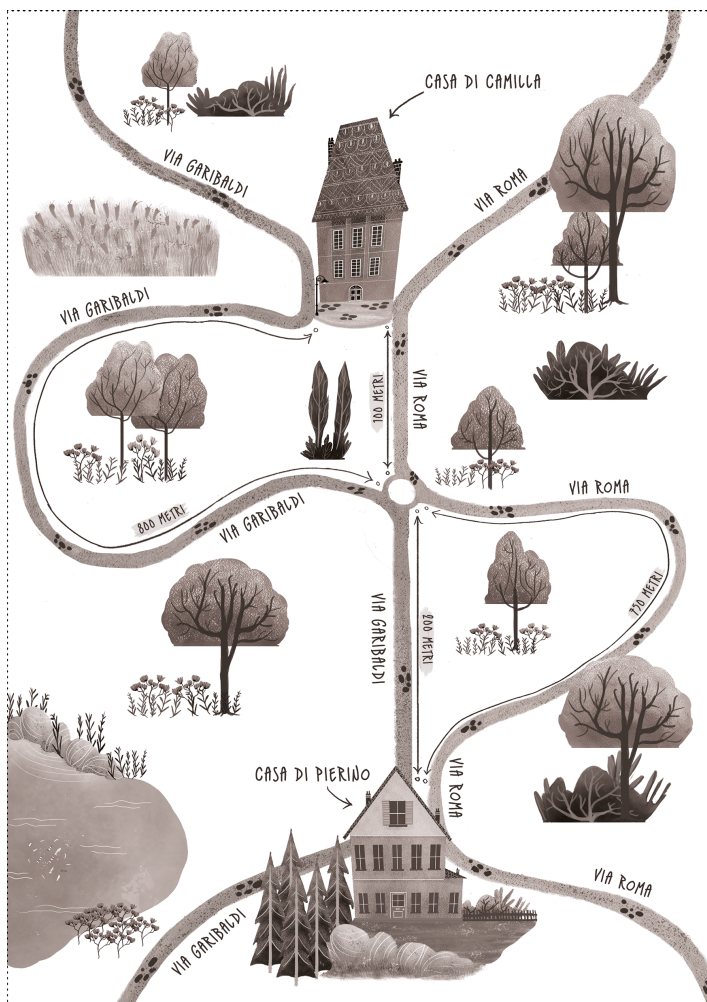 CASA DI CAMILLA
VIA GARIBALDI
VIA ROMA
VIA GARIBALDI
100 METRI
VIA ROMA
VIA ROMA
800 METRI
VIA GARIBALDI
750 METRI
VIA GARIBALDI
200 METRI
CASA DI PIERINO
VIA ROMA
VIA ROMA
VIA GARIBALDI